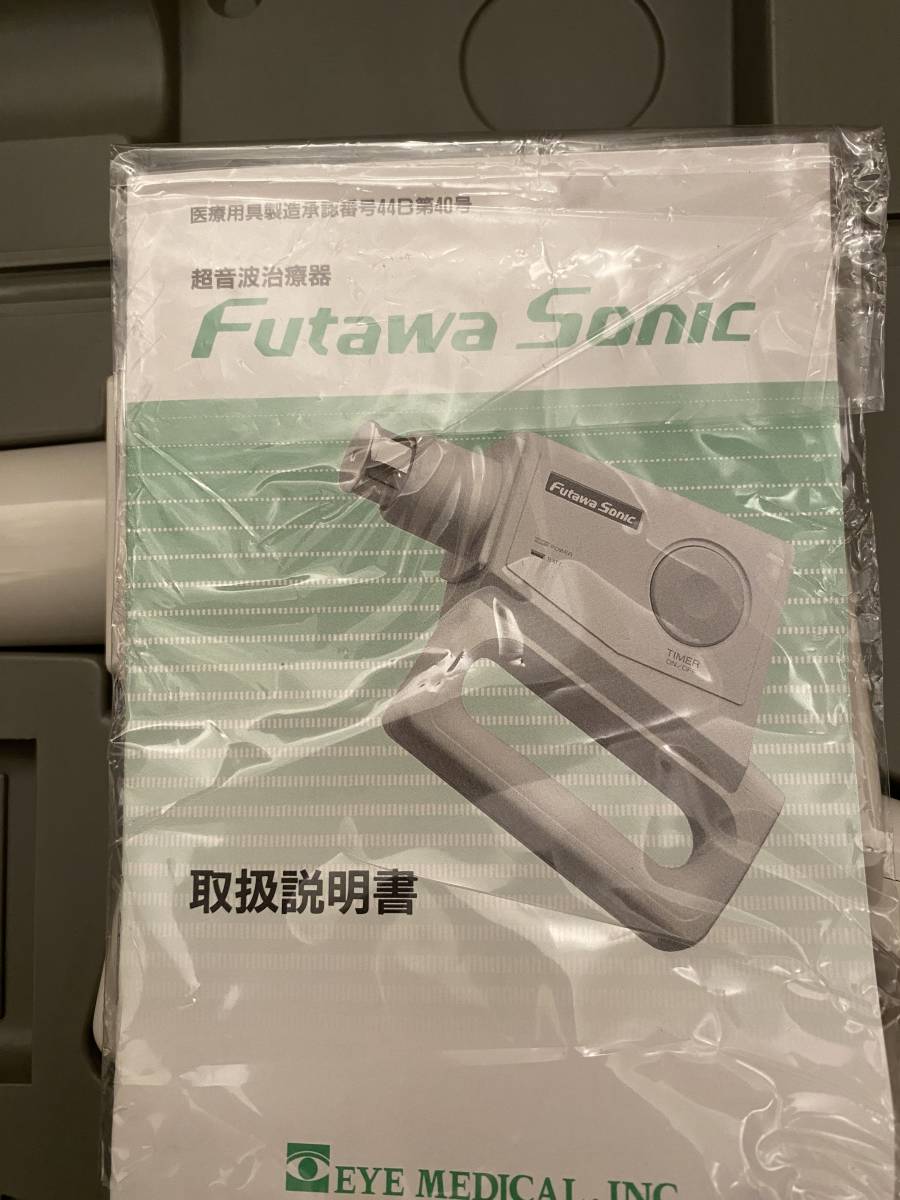 医療用具製造承認番号44B第40号
超音波治療器
Futawa Sonic
Futawa Sonic
POWER
BATT
TIMER
ON/OFF
取扱説明書
EYE MEDICAL, INC